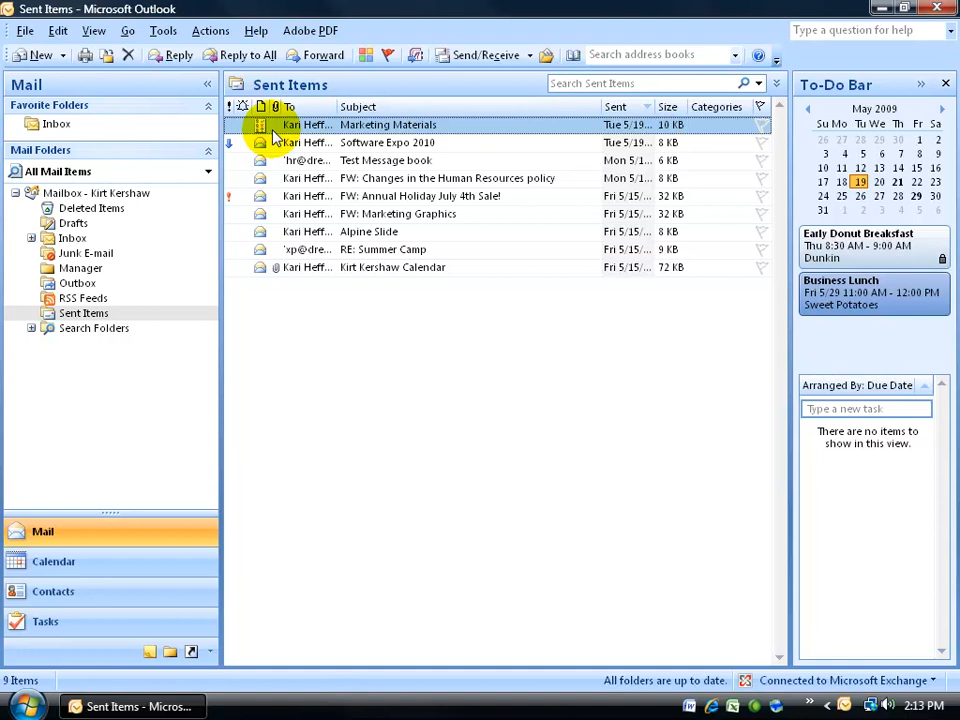 Sent Items - Microsoft Outlook
File Edit View Go Tools Actions Help Adobe PDF
Type a question for help
New Reply Reply to All Forward Send/Receive Search address books
Mail
Favorite Folders
Inbox
Mail Folders
All Mail Items
Mailbox - Kirt Kershaw
Deleted Items
Drafts
Inbox
Junk E-mail
Manager
Outbox
RSS Feeds
Sent Items
Search Folders
Mail
Calendar
Contacts
Tasks
Sent Items
Search Sent Items
To Subject Sent Size Categories
Kari Heff... Marketing Materials Tue 5/19... 10 KB
Kari Heff... Software Expo 2010 Tue 5/19... 8 KB
'hr@dre... Test Message book Mon 5/1... 6 KB
Kari Heff... FW: Changes in the Human Resources policy Mon 5/1... 8 KB
Kari Heff... FW: Annual Holiday July 4th Sale! Fri 5/15/... 32 KB
Kari Heff... FW: Marketing Graphics Fri 5/15/... 32 KB
Kari Heff... Alpine Slide Fri 5/15/... 8 KB
'xp@dre... RE: Summer Camp Fri 5/15/... 9 KB
Kari Heff... Kirt Kershaw Calendar Fri 5/15/... 72 KB
To-Do Bar
May 2009
Su Mo Tu We Th Fr Sa
26 27 28 29 30 1 2
3 4 5 6 7 8 9
10 11 12 13 14 15 16
17 18 19 20 21 22 23
24 25 26 27 28 29 30
31 1 2 3 4 5 6
Early Donut Breakfast
Thu 8:30 AM - 9:00 AM
Dunkin
Business Lunch
Fri 5/29 11:00 AM - 12:00 PM
Sweet Potatoes
Arranged By: Due Date
Type a new task
There are no items to
show in this view.
9 Items
All folders are up to date. Connected to Microsoft Exchange
Sent Items - Micros...
2:13 PM